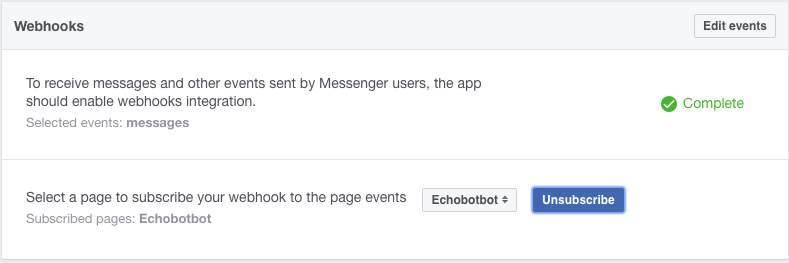 Webhooks
Edit events
To receive messages and other events sent by Messenger users, the app
should enable webhooks integration.
Complete
Selected events: messages
Select a page to subscribe your webhook to the page events
Echobotbot
Unsubscribe
Subscribed pages: Echobotbot